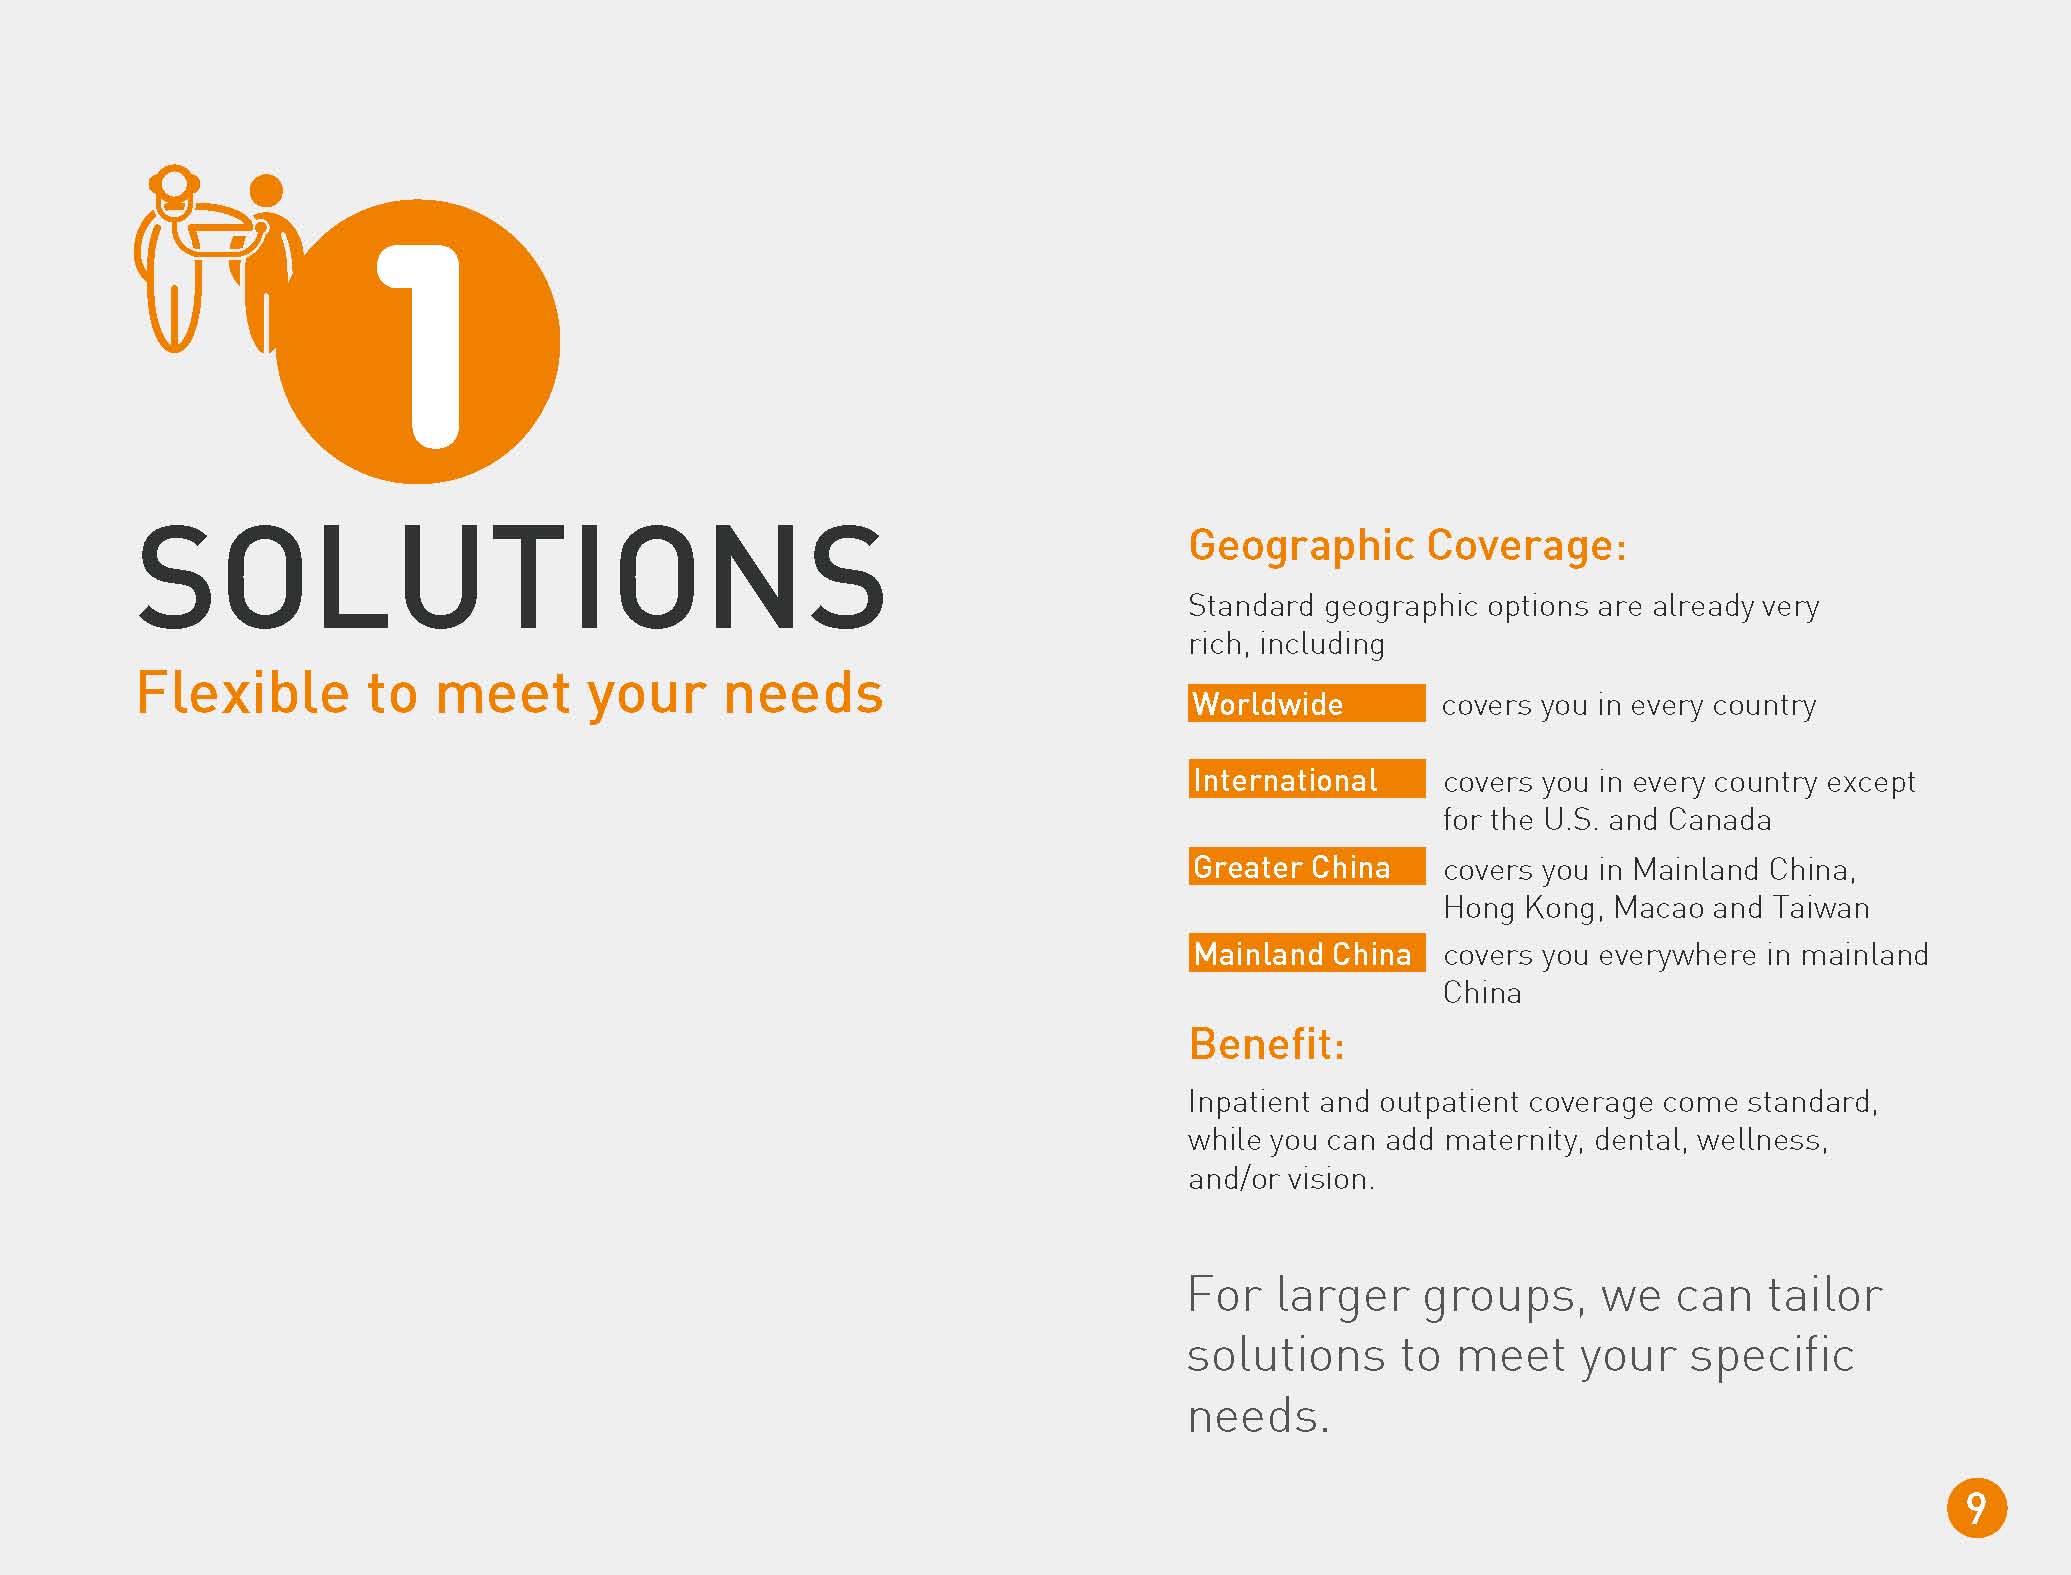 1
SOLUTIONS
Flexible to meet your needs
Geographic Coverage:
Standard geographic options are already very
rich, including
Worldwide covers you in every country
International covers you in every country except
for the U.S. and Canada
Greater China covers you in Mainland China,
Hong Kong, Macao and Taiwan
Mainland China covers you everywhere in mainland
China
Benefit:
Inpatient and outpatient coverage come standard,
while you can add maternity, dental, wellness,
and/or vision.
For larger groups, we can tailor
solutions to meet your specific
needs.
9